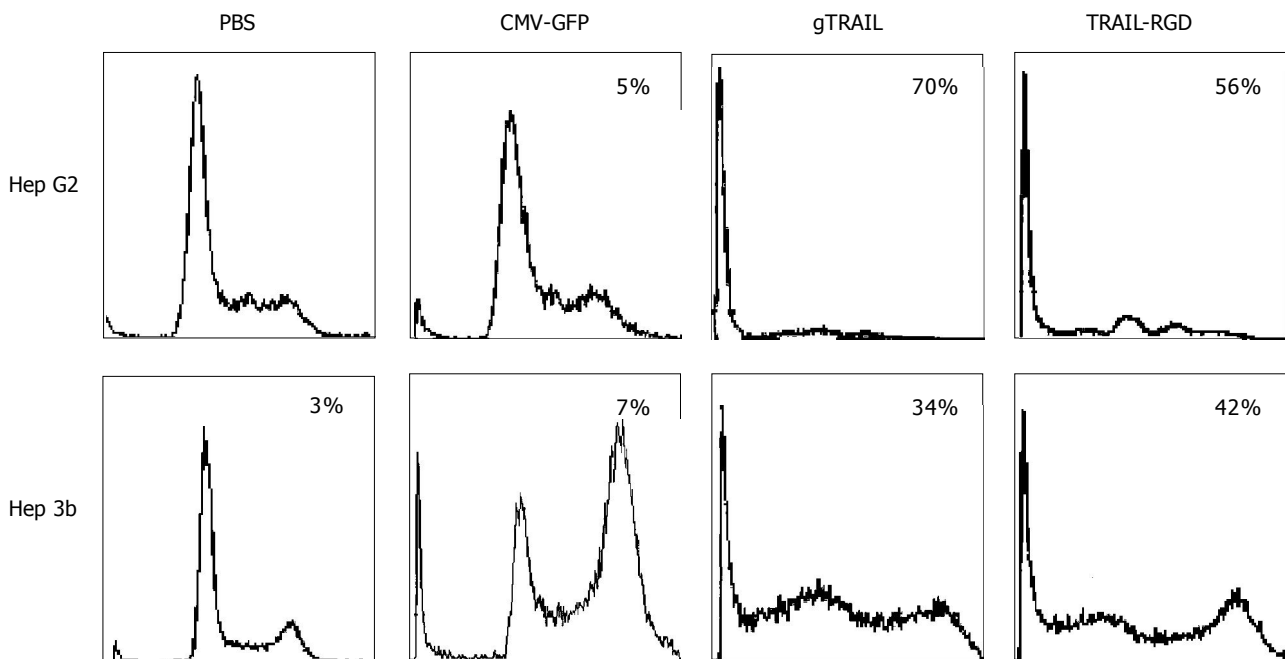 PBS CMV-GFP gTRAIL TRAIL-RGD
5% 70% 56%
Hep G2
3% 7% 34% 42%
Hep 3b